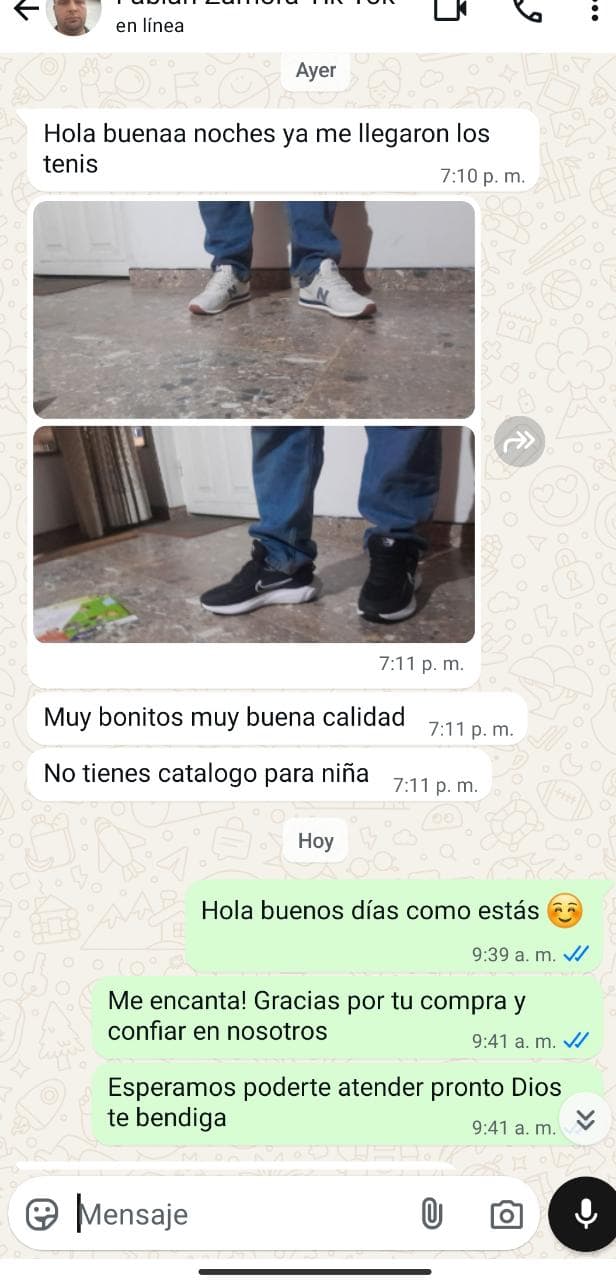 en línea
Ayer
Hola buenaa noches ya me llegaron los
tenis
7:10 p. m.
N
N
7:11 p. m.
Muy bonitos muy buena calidad
7:11 p. m.
No tienes catalogo para niña
7:11 p. m.
Hoy
Hola buenos días como estás ☺️
9:39 a. m.
Me encanta! Gracias por tu compra y
confiar en nosotros
9:41 a. m.
Esperamos poderte atender pronto Dios
te bendiga
9:41 a. m.
Mensaje